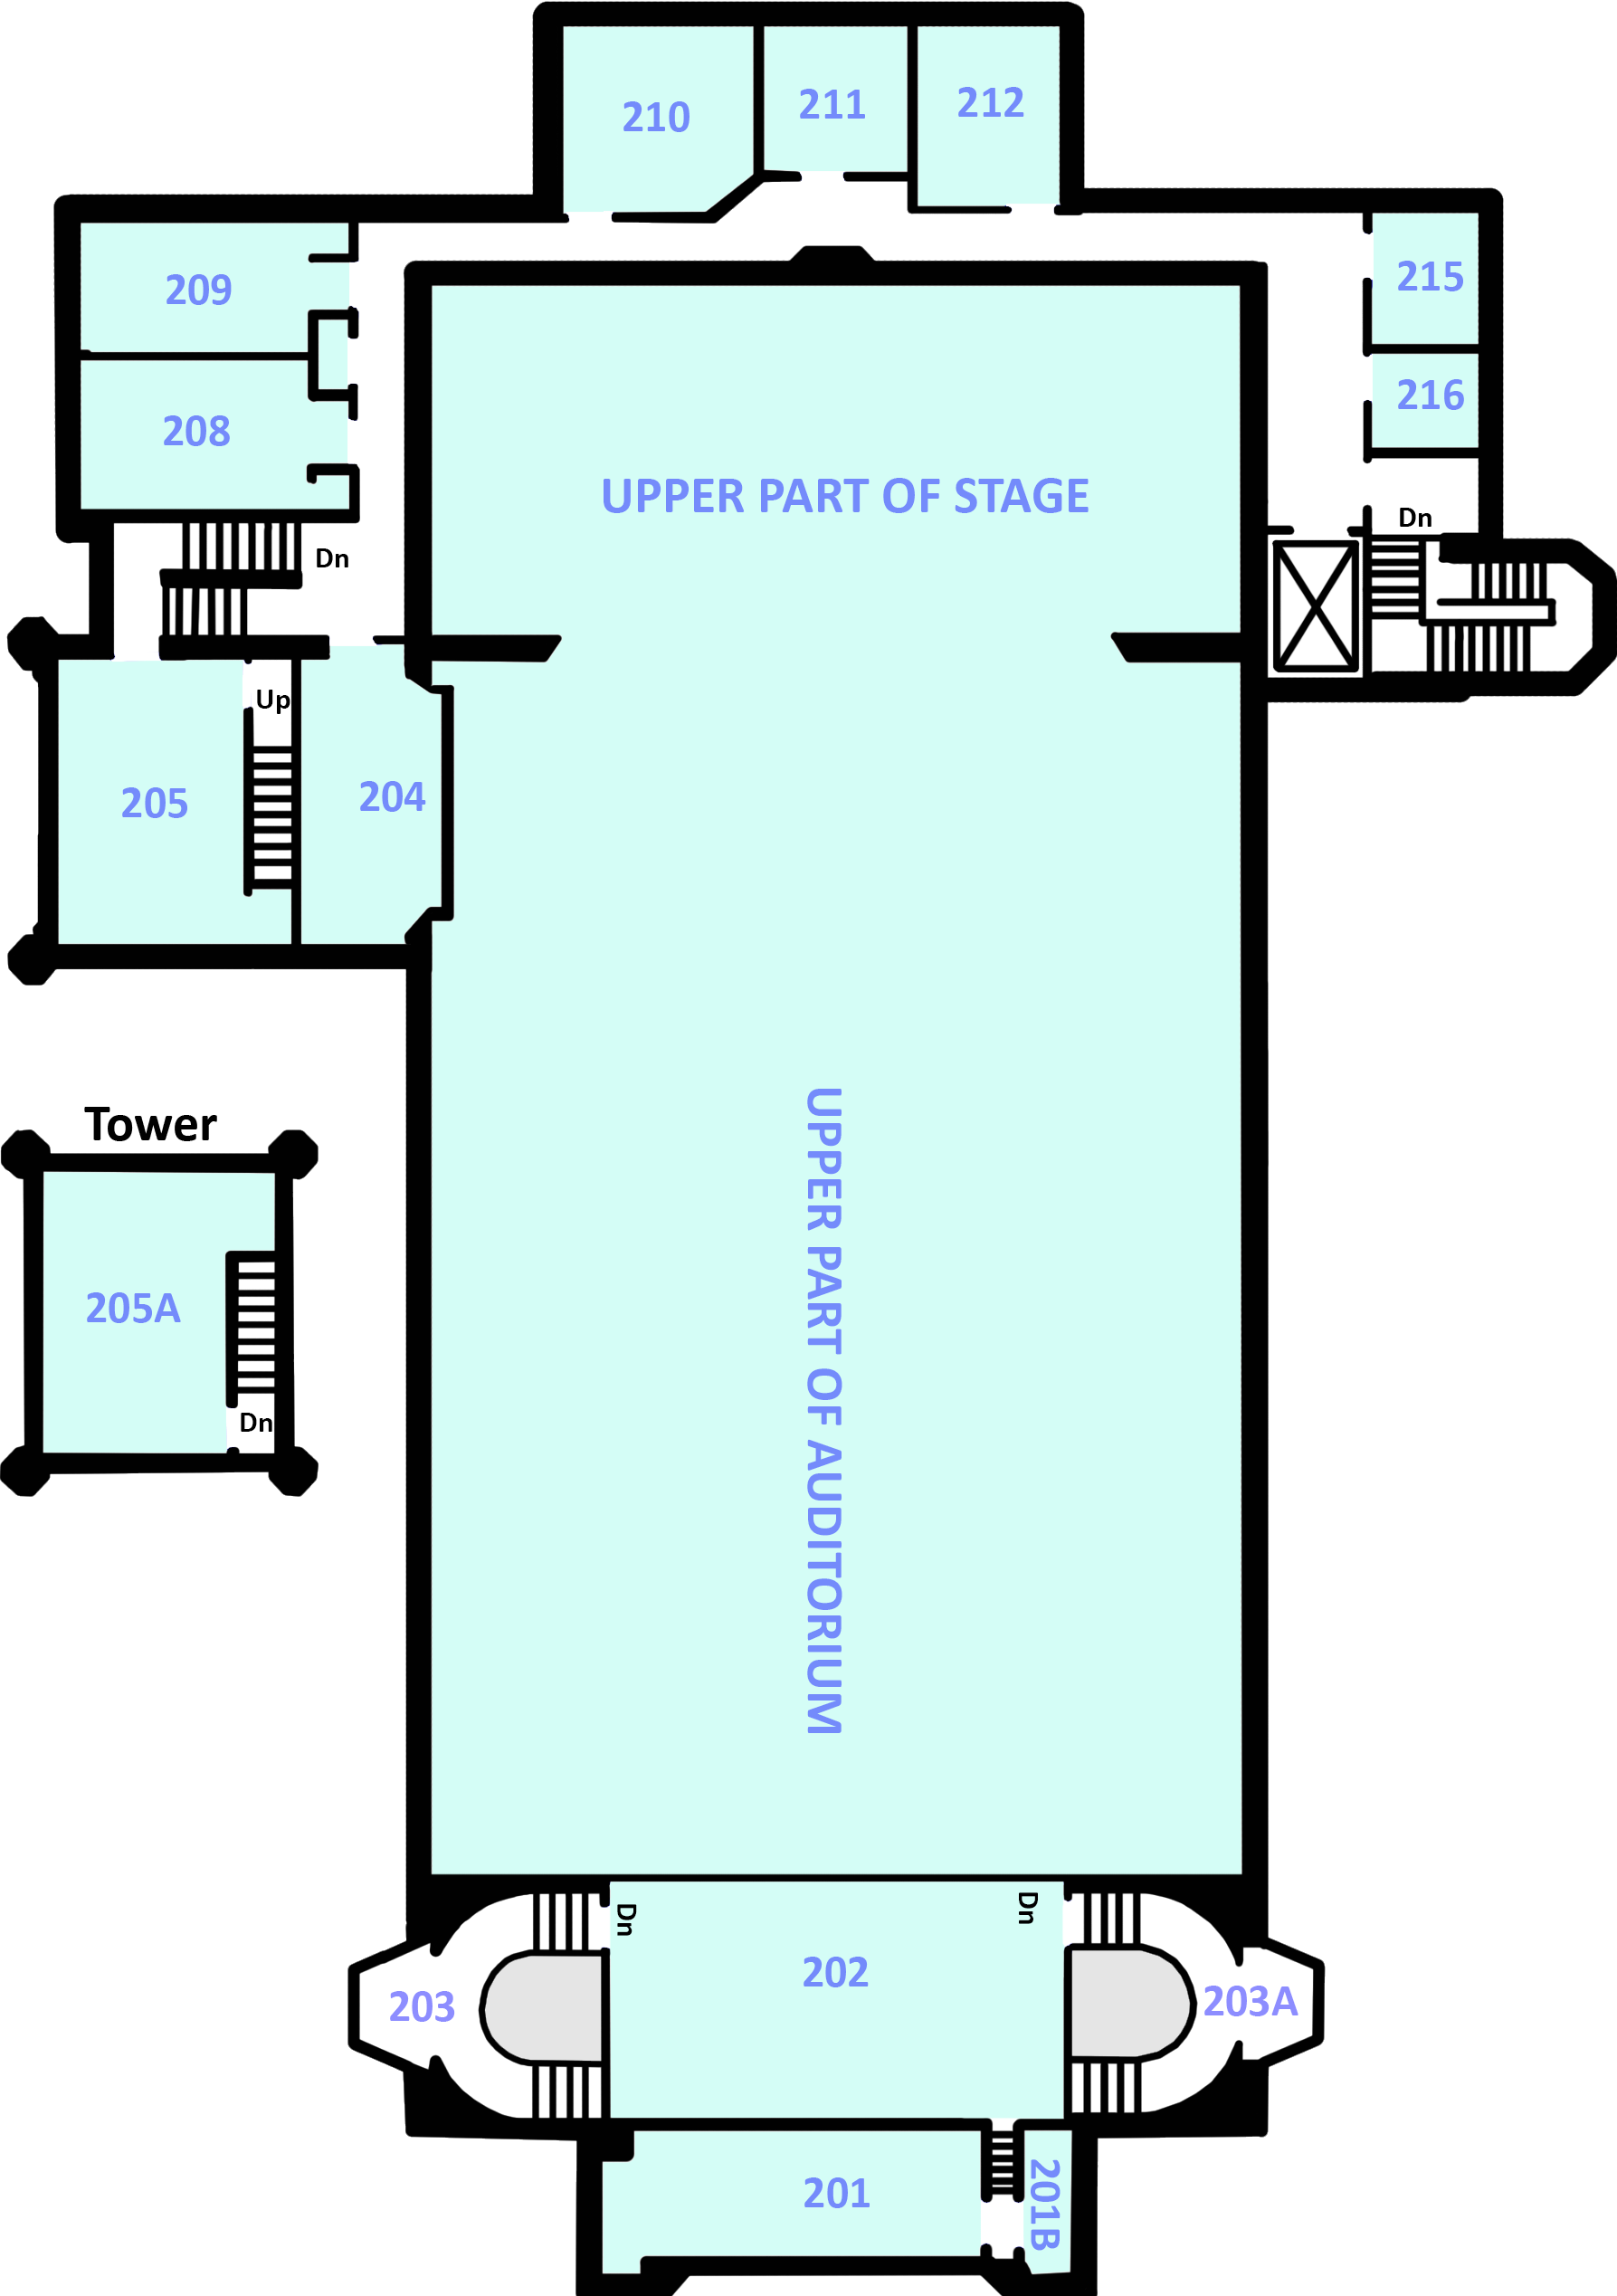 210
211
212
209
215
208
216
UPPER PART OF STAGE
Dn
Dn
Up
205
204
UPPER PART OF AUDITORIUM
Tower
205A
Dn
Dn
Dn
202
203
203A
201
201B